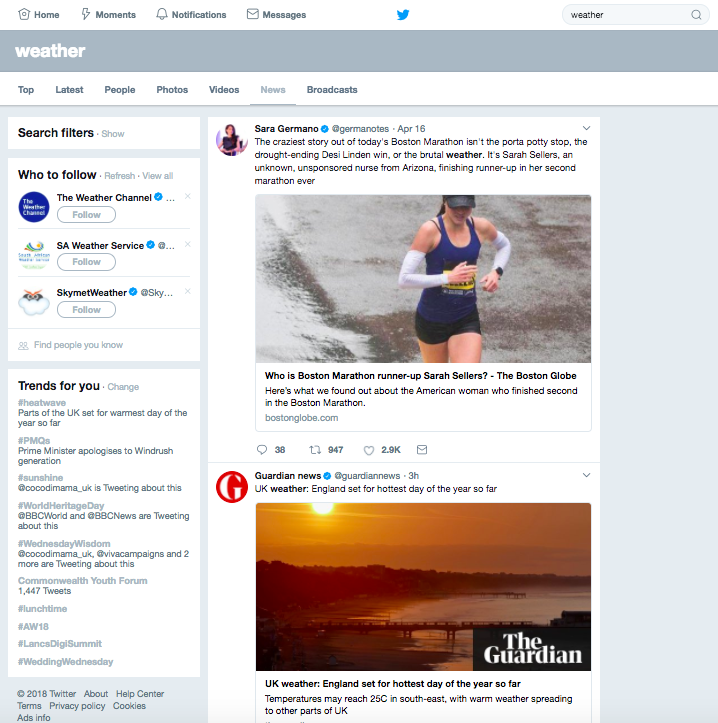 Home Moments Notifications Messages weather
weather
Top Latest People Photos Videos News Broadcasts
Search filters · Show
Who to follow · Refresh · View all
The Weather Channel
The Weather Channel ...
Follow
SA Weather Service @...
South African
Weather Service
Follow
SkymetWeather @Sky...
Follow
Find people you know
Trends for you · Change
#heatwave
Parts of the UK set for warmest day of the
year so far
#PMQs
Prime Minister apologises to Windrush
generation
#sunshine
@cocodimama_uk is Tweeting about this
#WorldHeritageDay
@BBCWorld and @BBCNews are Tweeting
about this
#WednesdayWisdom
@cocodimama_uk, @vivacampaigns and 2
more are Tweeting about this
Commonwealth Youth Forum
1,447 Tweets
#lunchtime
#AW18
#LancsDigiSummit
#WeddingWednesday
© 2018 Twitter About Help Center
Terms Privacy policy Cookies
Ads info
Sara Germano @germanotes · Apr 16
The craziest story out of today's Boston Marathon isn't the porta potty stop, the
drought-ending Desi Linden win, or the brutal weather. It's Sarah Sellers, an
unknown, unsponsored nurse from Arizona, finishing runner-up in her second
marathon ever
Who is Boston Marathon runner-up Sarah Sellers? - The Boston Globe
Here's what we found out about the American woman who finished second
in the Boston Marathon.
bostonglobe.com
38 947 2.9K
Guardian news @guardiannews · 3h
UK weather: England set for hottest day of the year so far
The
Guardian
UK weather: England set for hottest day of the year so far
Temperatures may reach 25C in south-east, with warm weather spreading
to other parts of UK